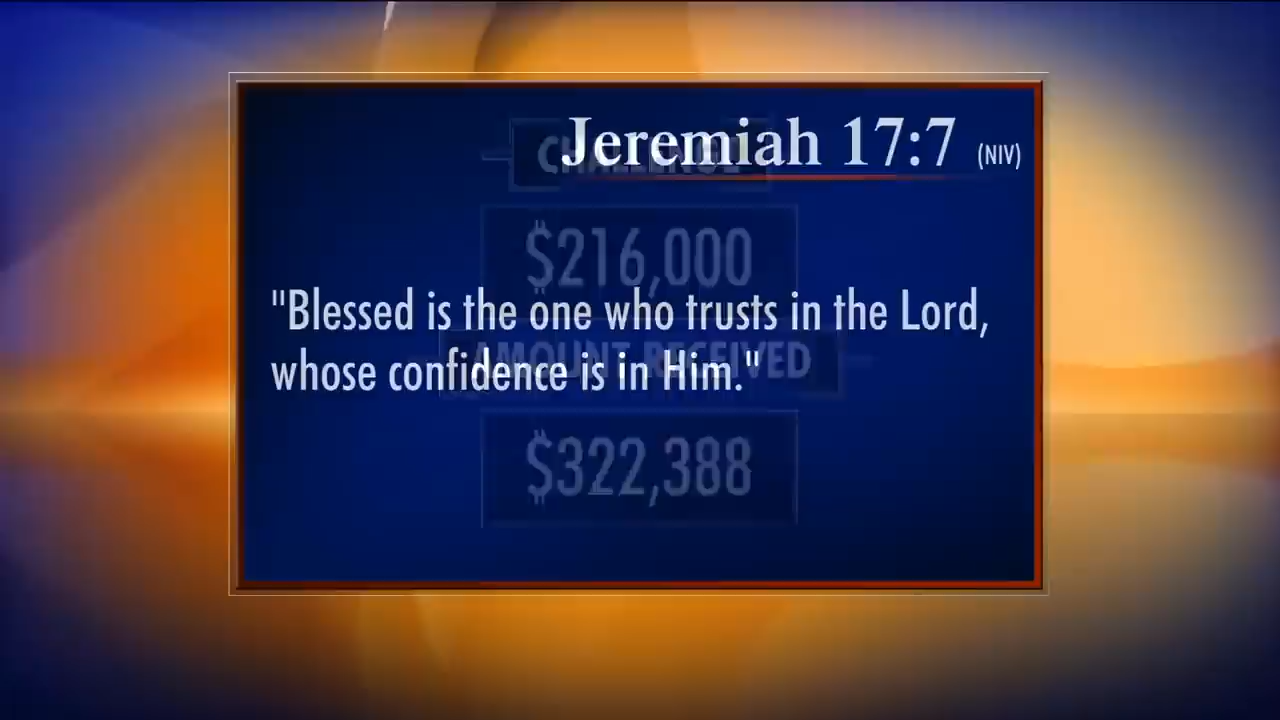 Jeremiah 17:7 (NIV)
CHALLENGE
$216,000
"Blessed is the one who trusts in the Lord,
whose confidence is in Him."
AMOUNT RECEIVED
$322,388